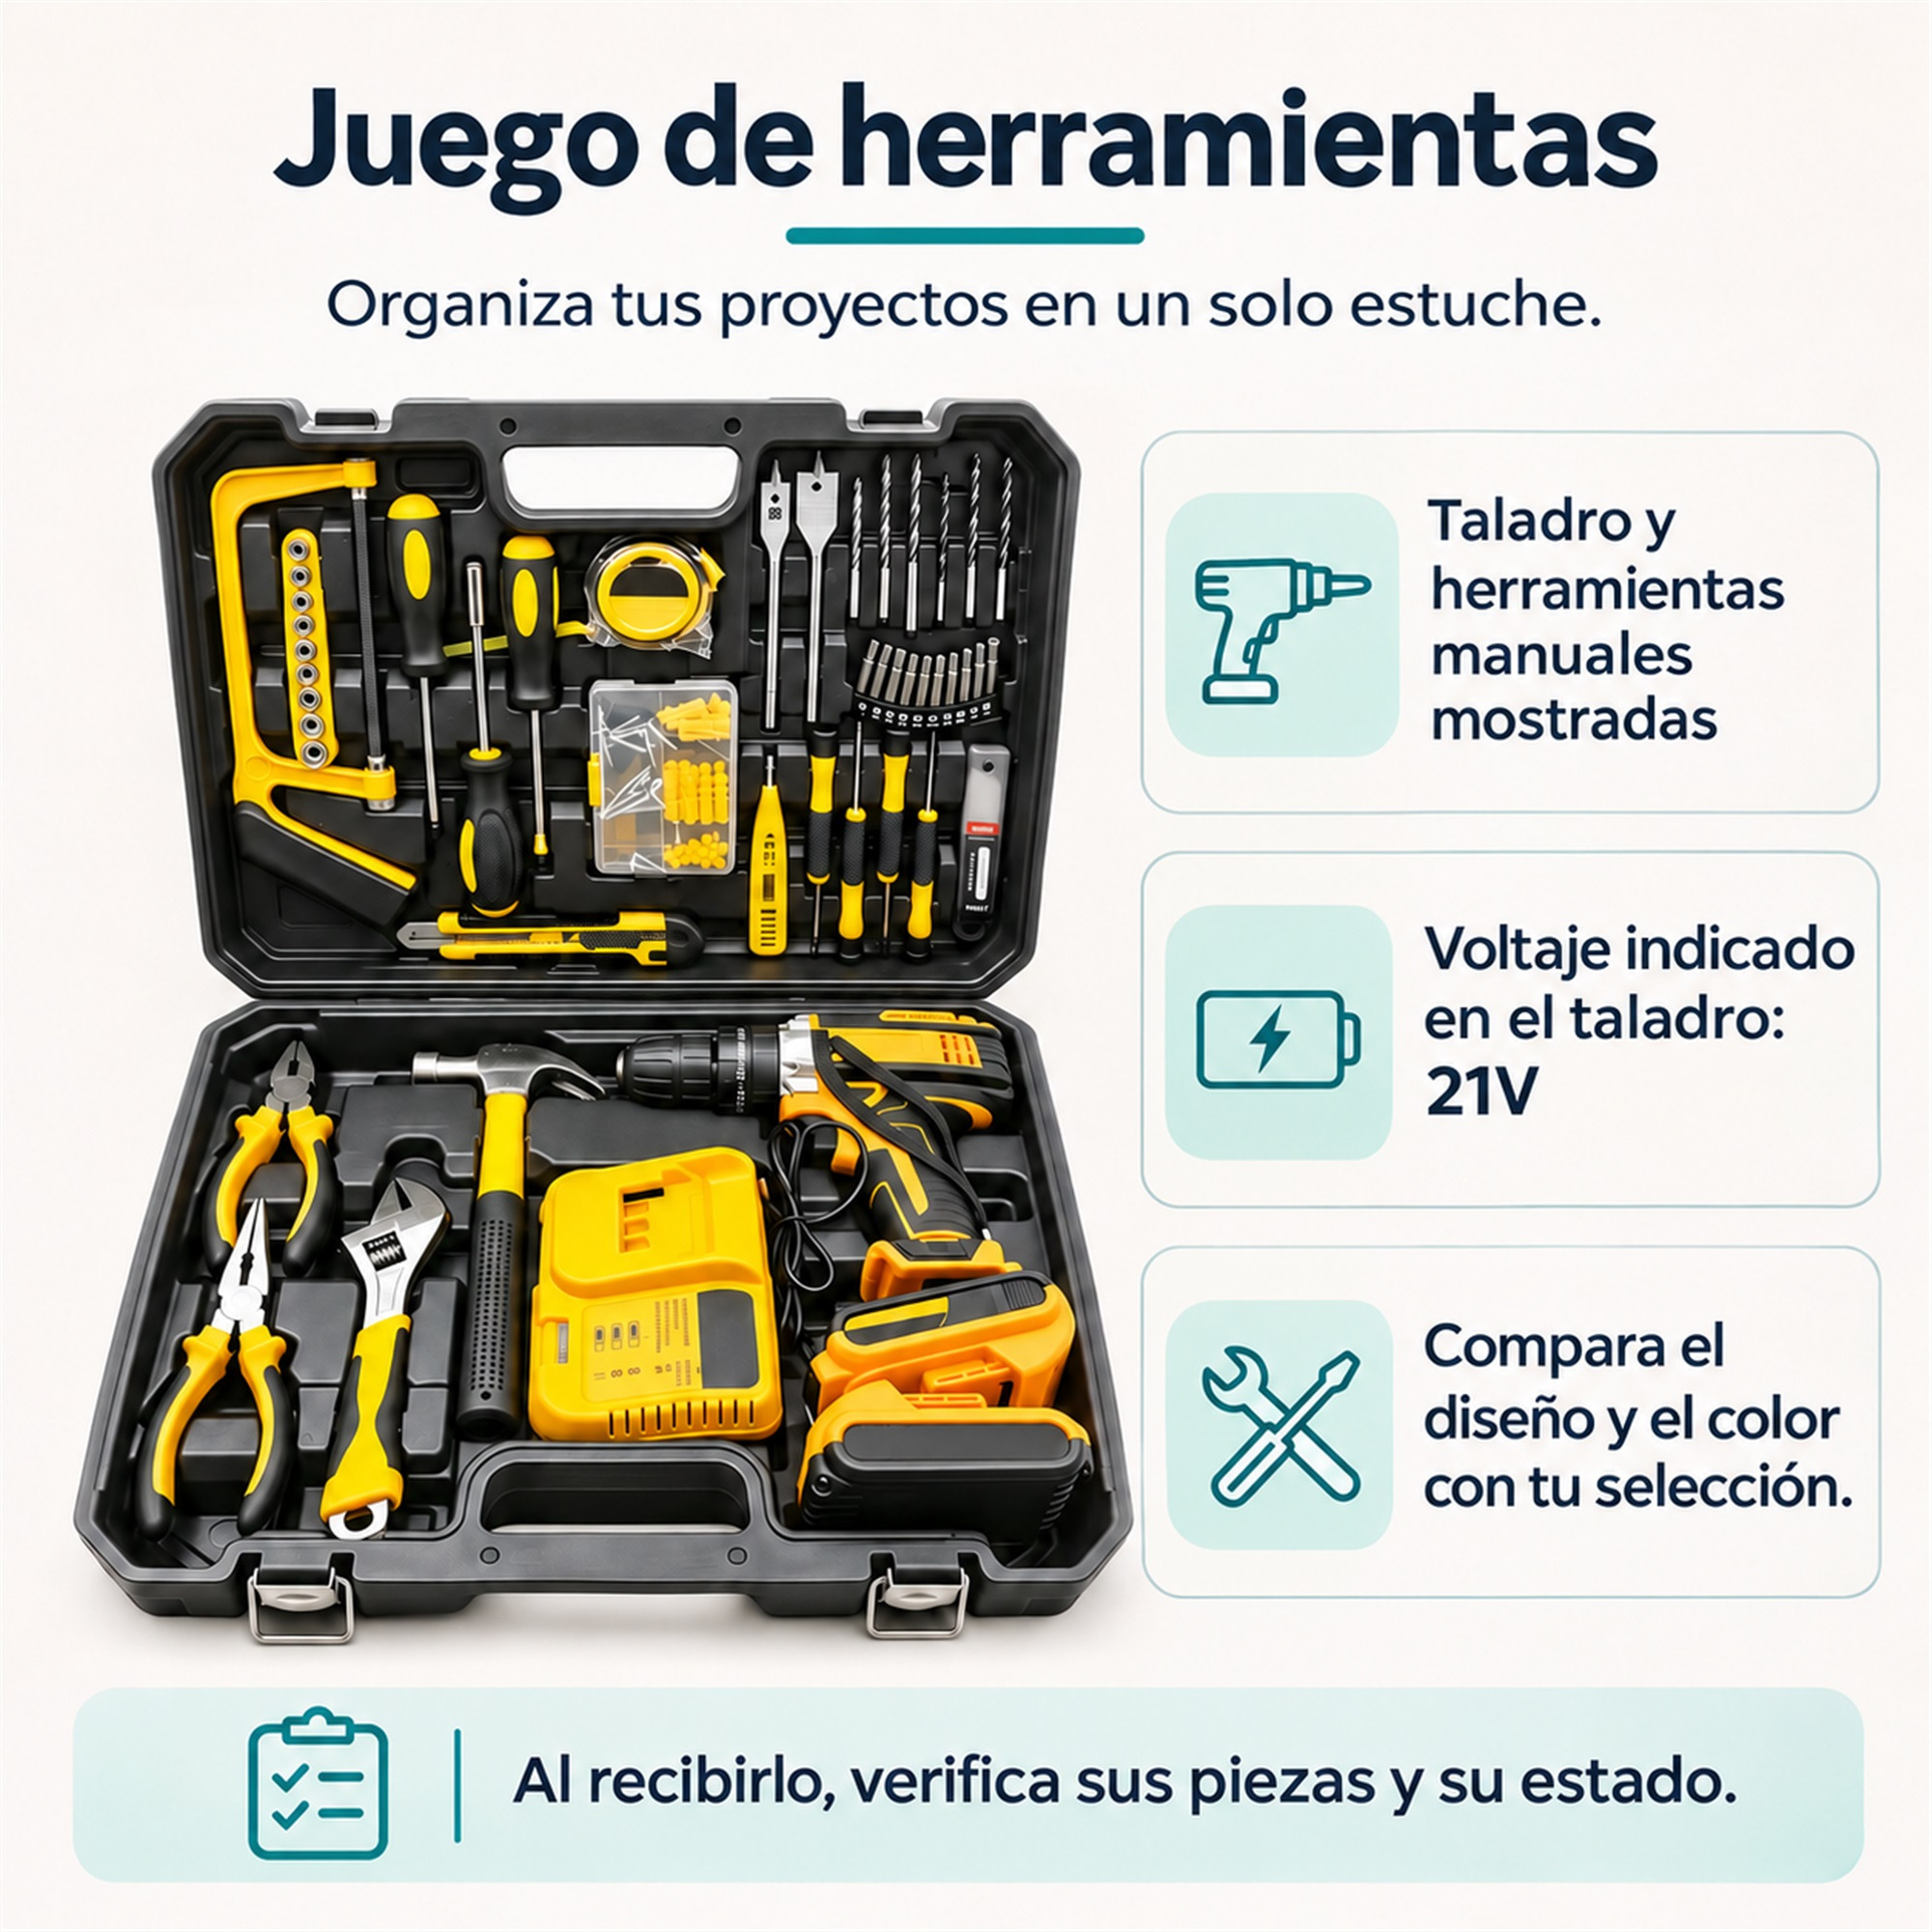 Juego de herramientas
Organiza tus proyectos en un solo estuche.
Taladro y
herramientas
manuales
mostradas
Voltaje indicado
en el taladro:
21V
Compara el
diseño y el color
con tu selección.
Al recibirlo, verifica sus piezas y su estado.